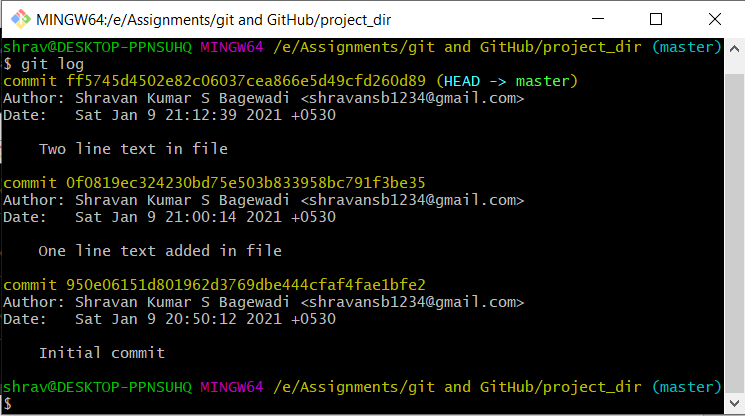 MINGW64:/e/Assignments/git and GitHub/project_dir
shrav@DESKTOP-PPNSUHQ MINGW64 /e/Assignments/git and GitHub/project_dir (master)
$ git log
commit ff5745d4502e82c06037cea866e5d49cfd260d89 (HEAD -> master)
Author: Shravan Kumar S Bagewadi <shravansb1234@gmail.com>
Date:   Sat Jan 9 21:12:39 2021 +0530
    Two line text in file
commit 0f0819ec324230bd75e503b833958bc791f3be35
Author: Shravan Kumar S Bagewadi <shravansb1234@gmail.com>
Date:   Sat Jan 9 21:00:14 2021 +0530
    One line text added in file
commit 950e06151d801962d3769dbe444cfaf4fae1bfe2
Author: Shravan Kumar S Bagewadi <shravansb1234@gmail.com>
Date:   Sat Jan 9 20:50:12 2021 +0530
    Initial commit
shrav@DESKTOP-PPNSUHQ MINGW64 /e/Assignments/git and GitHub/project_dir (master)
$